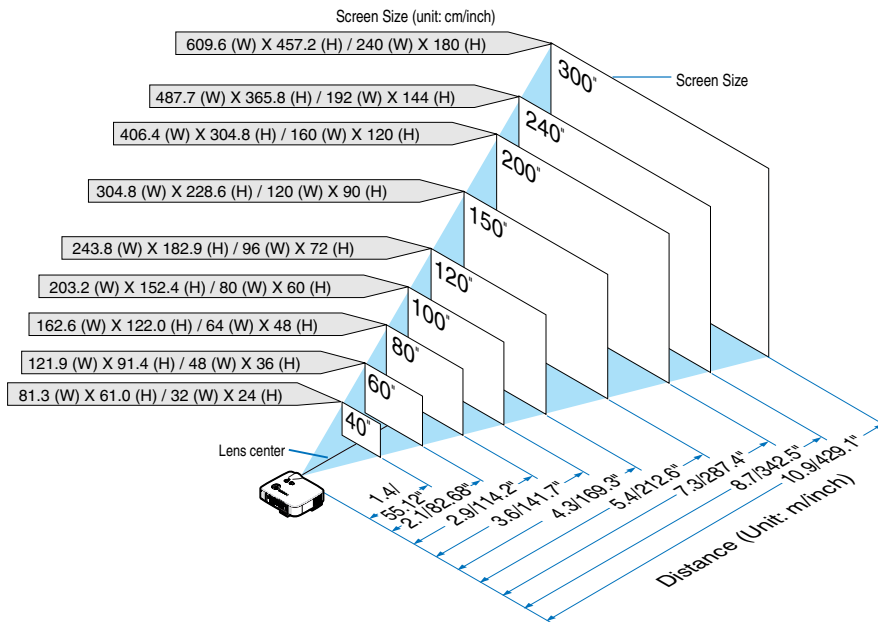 Screen Size (unit: cm/inch)
609.6 (W) X 457.2 (H) / 240 (W) X 180 (H)
300"
Screen Size
487.7 (W) X 365.8 (H) / 192 (W) X 144 (H)
240"
406.4 (W) X 304.8 (H) / 160 (W) X 120 (H)
200"
304.8 (W) X 228.6 (H) / 120 (W) X 90 (H)
150"
243.8 (W) X 182.9 (H) / 96 (W) X 72 (H)
120"
203.2 (W) X 152.4 (H) / 80 (W) X 60 (H)
100"
162.6 (W) X 122.0 (H) / 64 (W) X 48 (H)
80"
121.9 (W) X 91.4 (H) / 48 (W) X 36 (H)
60"
81.3 (W) X 61.0 (H) / 32 (W) X 24 (H)
40"
Lens center
1.4/
55.12"
2.1/82.68"
2.9/114.2"
3.6/141.7"
4.3/169.3"
5.4/212.6"
7.3/287.4"
8.7/342.5"
10.9/429.1"
Distance (Unit: m/inch)